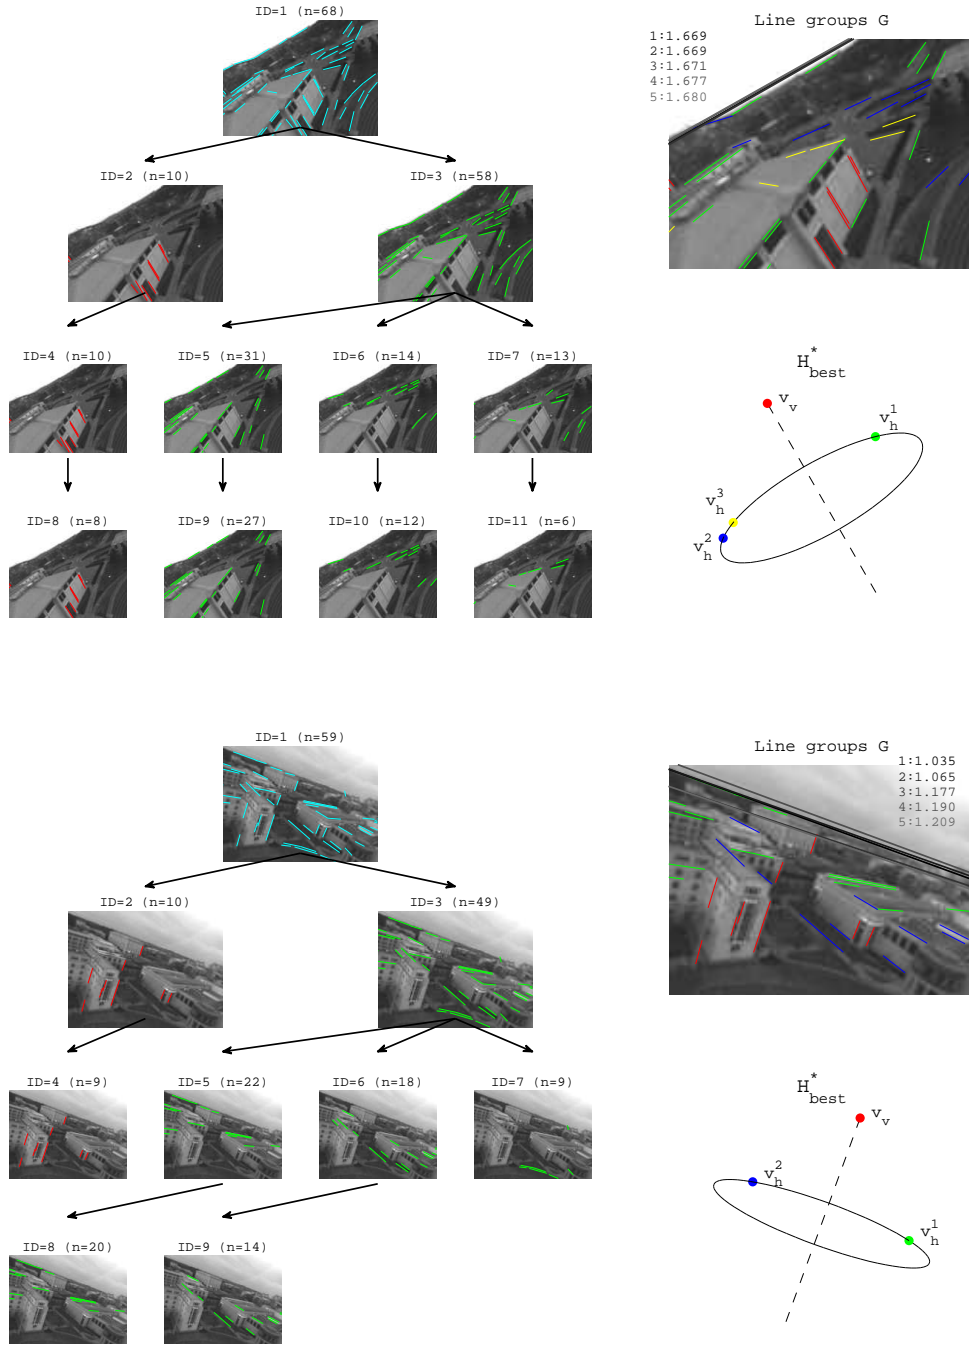 ID=1 (n=68)
ID=2 (n=10)
ID=3 (n=58)
ID=4 (n=10)
ID=5 (n=31)
ID=6 (n=14)
ID=7 (n=13)
ID=8 (n=8)
ID=9 (n=27)
ID=10 (n=12)
ID=11 (n=6)
Line groups G
1:1.669
2:1.669
3:1.671
4:1.677
5:1.680
H*best
vv
vh1
vh3
vh2
ID=1 (n=59)
ID=2 (n=10)
ID=3 (n=49)
ID=4 (n=9)
ID=5 (n=22)
ID=6 (n=18)
ID=7 (n=9)
ID=8 (n=20)
ID=9 (n=14)
Line groups G
1:1.035
2:1.065
3:1.177
4:1.190
5:1.209
H*best
vv
vh2
vh1